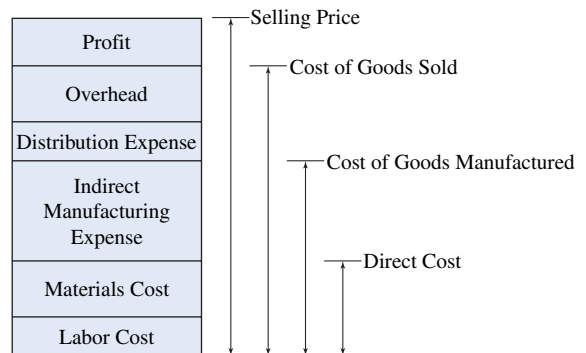 Selling Price
Profit
Cost of Goods Sold
Overhead
Distribution Expense
Cost of Goods Manufactured
Indirect
Manufacturing
Expense
Direct Cost
Materials Cost
Labor Cost